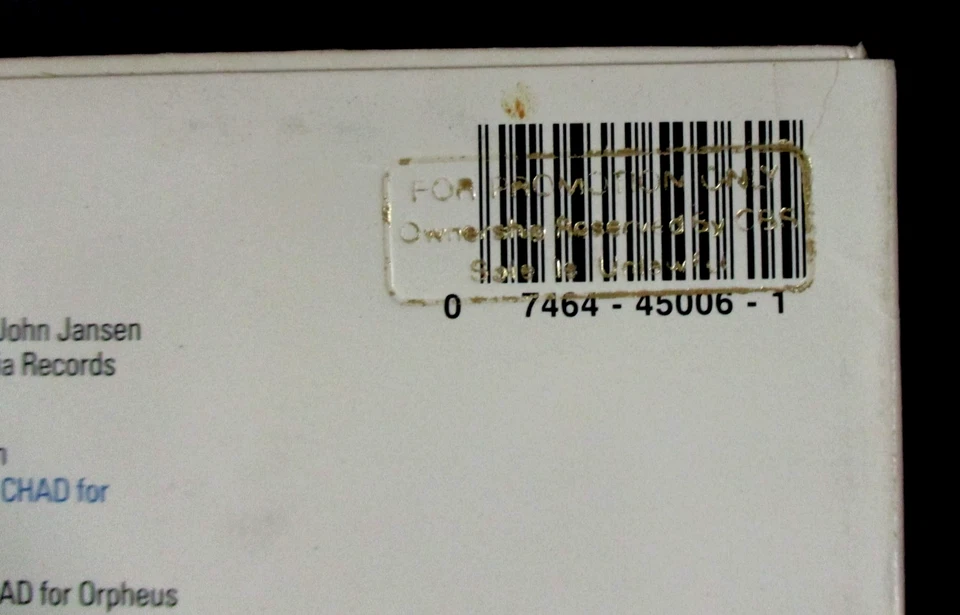 FOR PROMOTION ONLY
Ownership Reserved by CBS
Sale is Unlawful
0 7464 - 45006 - 1
John Jansen
Records
CHAD for
for Orpheus